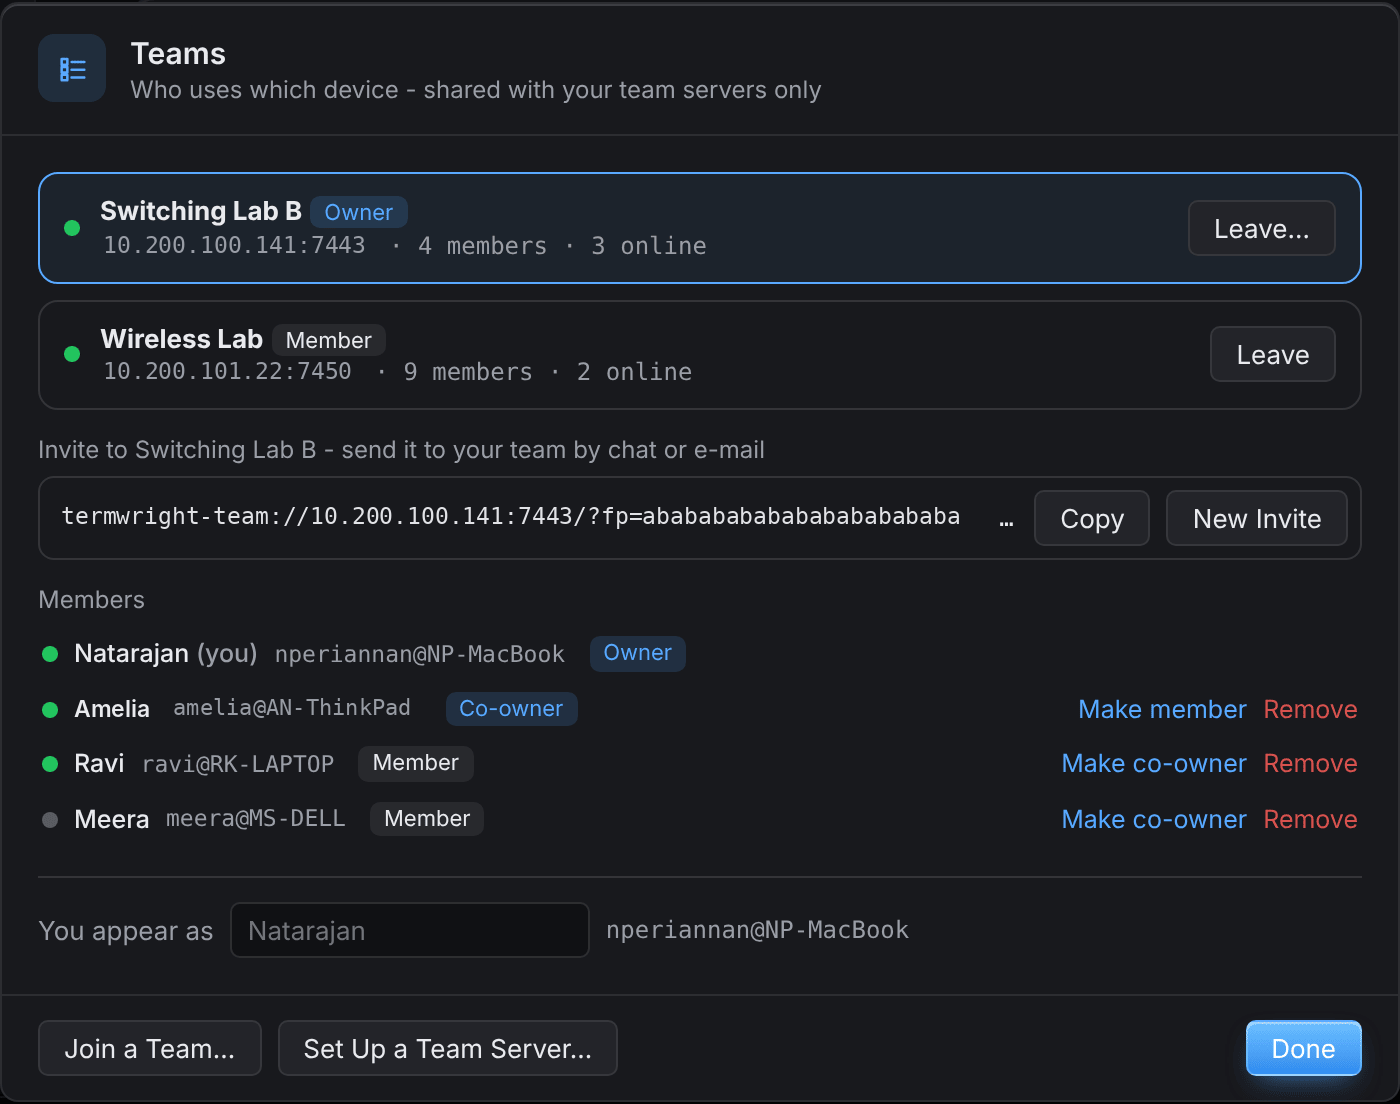 Teams
Who uses which device - shared with your team servers only
Switching Lab B Owner
10.200.100.141:7443 · 4 members · 3 online
Leave...
Wireless Lab Member
10.200.101.22:7450 · 9 members · 2 online
Leave
Invite to Switching Lab B - send it to your team by chat or e-mail
termwright-team://10.200.100.141:7443/?fp=ababababababababababab … Copy New Invite
Members
Natarajan (you) nperiannan@NP-MacBook Owner
Amelia amelia@AN-ThinkPad Co-owner Make member Remove
Ravi ravi@RK-LAPTOP Member Make co-owner Remove
Meera meera@MS-DELL Member Make co-owner Remove
You appear as Natarajan nperiannan@NP-MacBook
Join a Team... Set Up a Team Server... Done